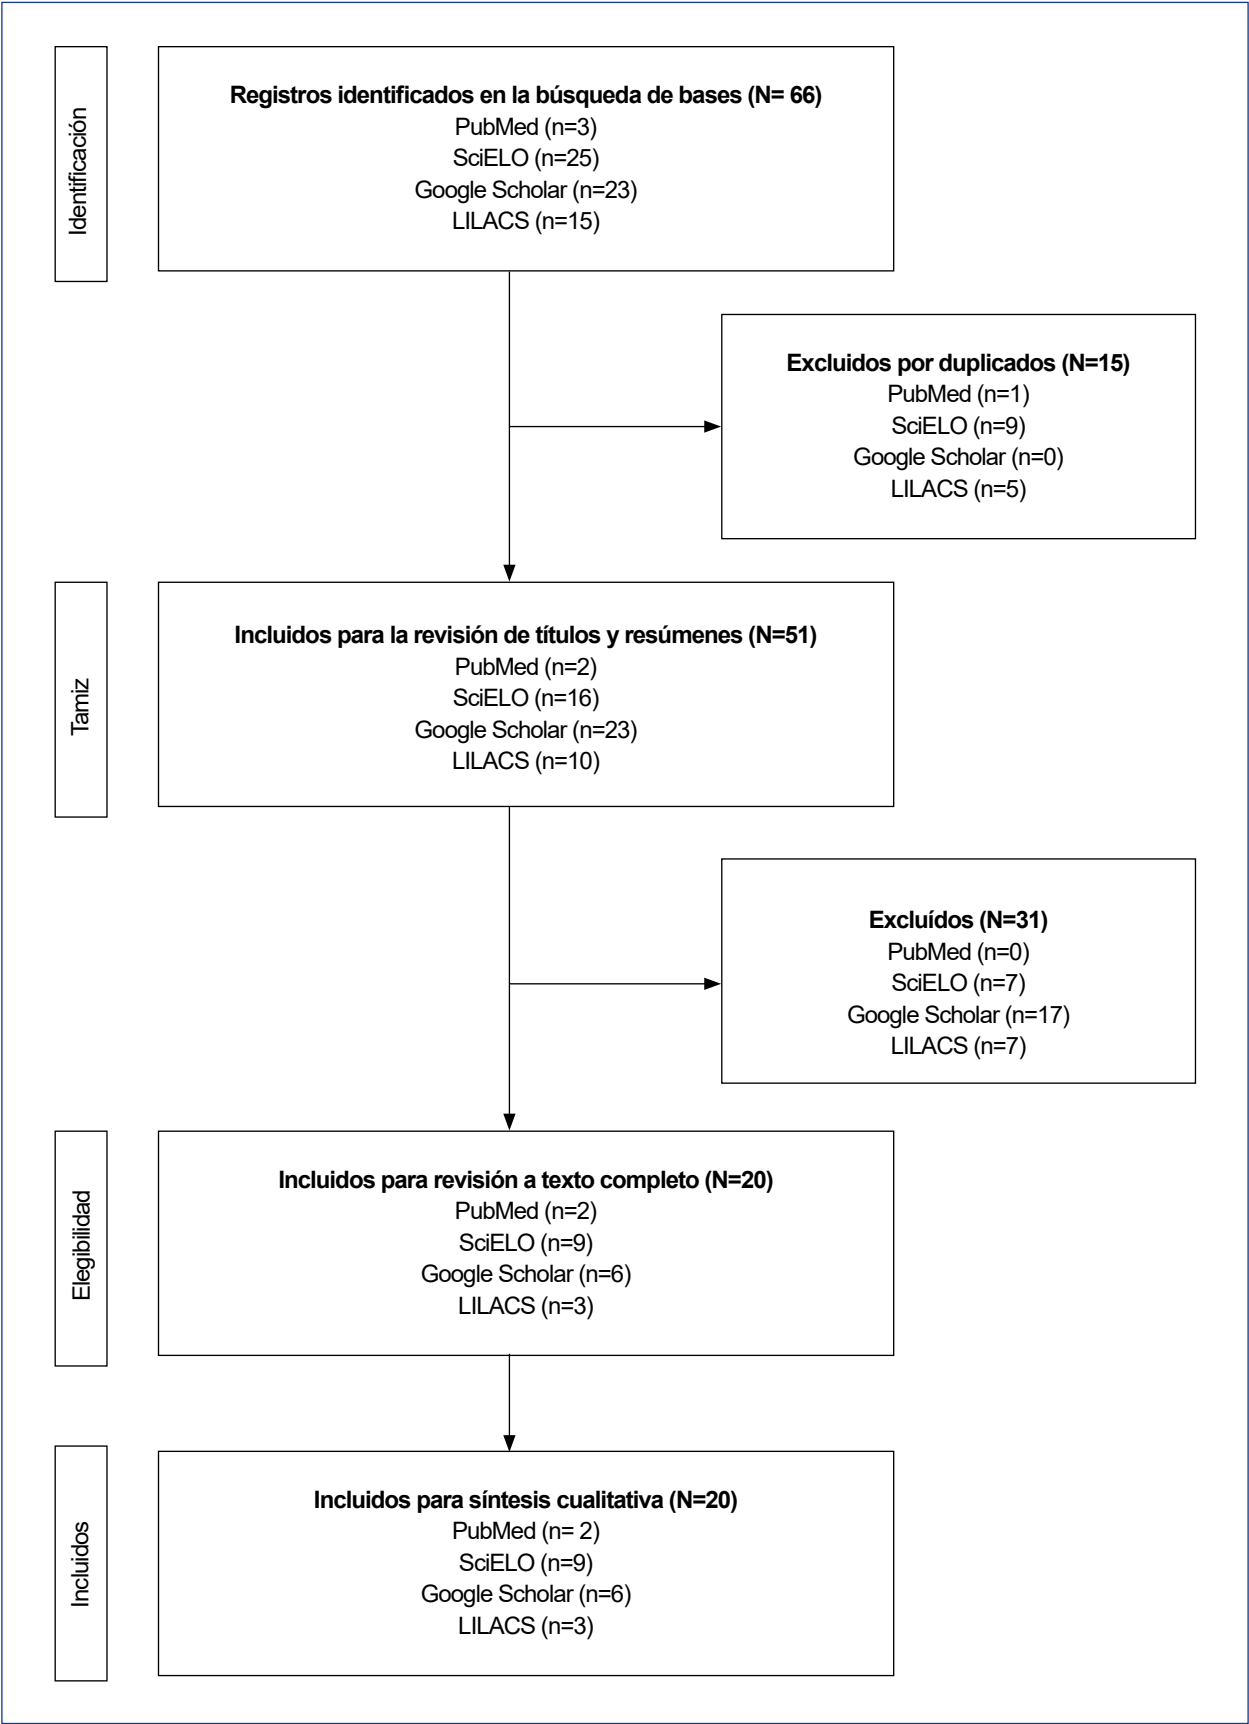 Identificación
Registros identificados en la búsqueda de bases (N= 66)
PubMed (n=3)
SciELO (n=25)
Google Scholar (n=23)
LILACS (n=15)
Excluidos por duplicados (N=15)
PubMed (n=1)
SciELO (n=9)
Google Scholar (n=0)
LILACS (n=5)
Tamiz
Incluidos para la revisión de títulos y resúmenes (N=51)
PubMed (n=2)
SciELO (n=16)
Google Scholar (n=23)
LILACS (n=10)
Excluídos (N=31)
PubMed (n=0)
SciELO (n=7)
Google Scholar (n=17)
LILACS (n=7)
Elegibilidad
Incluidos para revisión a texto completo (N=20)
PubMed (n=2)
SciELO (n=9)
Google Scholar (n=6)
LILACS (n=3)
Incluidos
Incluidos para síntesis cualitativa (N=20)
PubMed (n= 2)
SciELO (n=9)
Google Scholar (n=6)
LILACS (n=3)